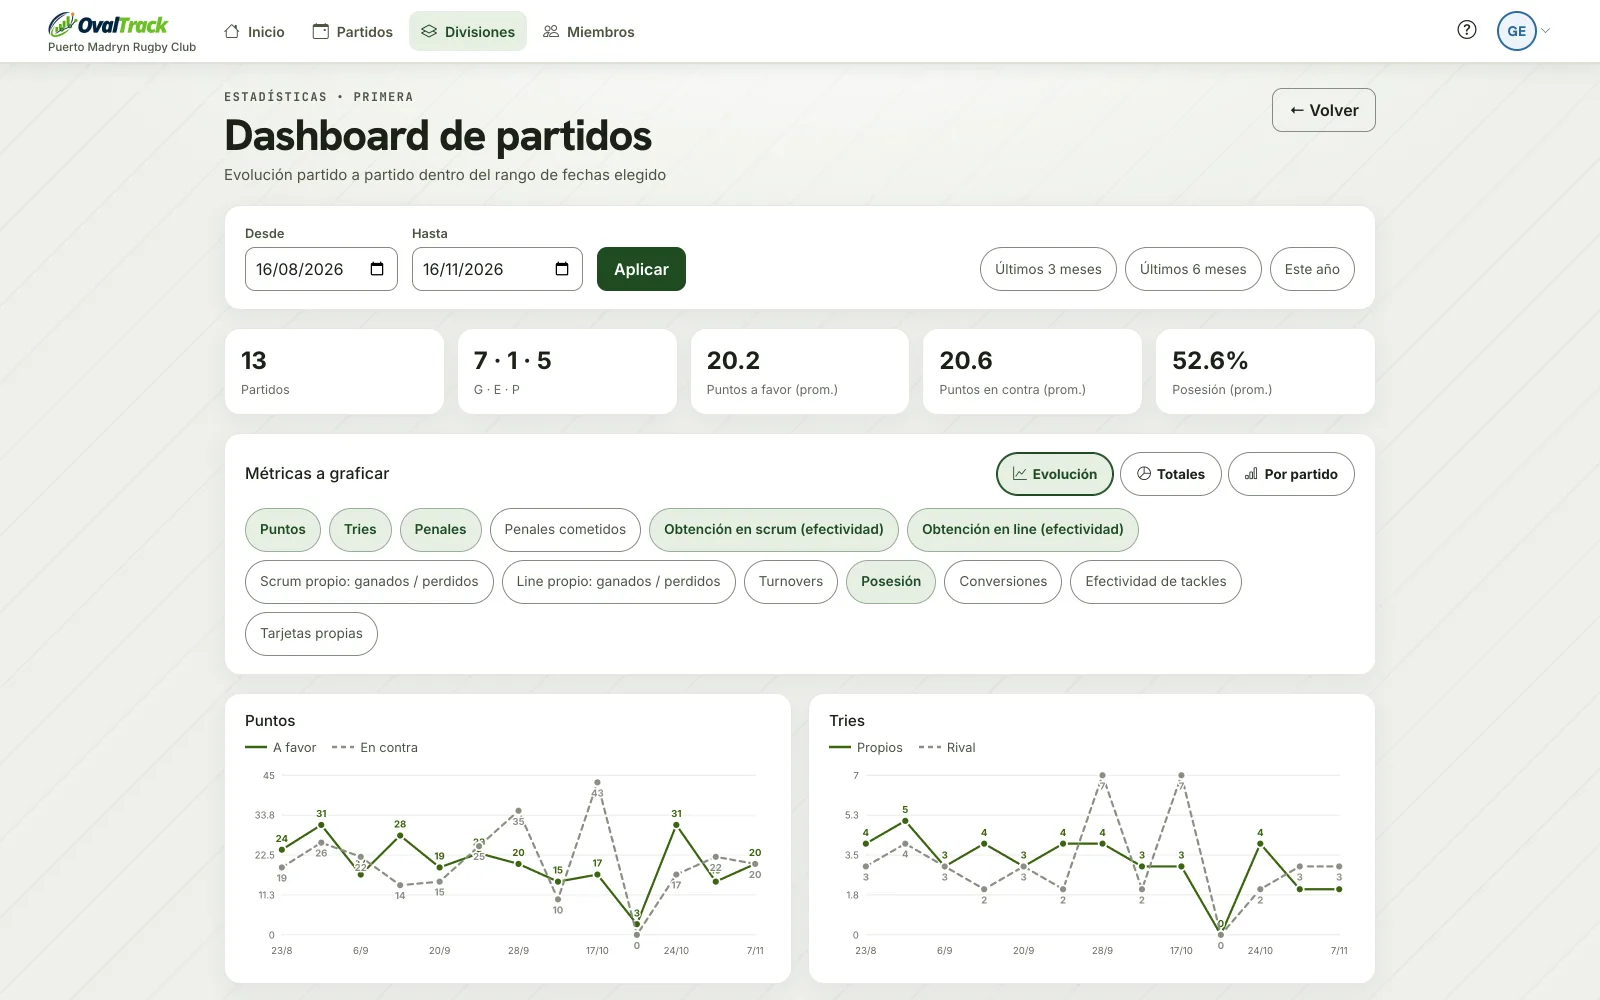 OvalTrack
Puerto Madryn Rugby Club
Inicio
Partidos
Divisiones
Miembros
?
GE
ESTADÍSTICAS • PRIMERA
Dashboard de partidos
Evolución partido a partido dentro del rango de fechas elegido
← Volver
Desde
Hasta
16/08/2026
16/11/2026
Aplicar
Últimos 3 meses
Últimos 6 meses
Este año
13
Partidos
7 · 1 · 5
G · E · P
20.2
Puntos a favor (prom.)
20.6
Puntos en contra (prom.)
52.6%
Posesión (prom.)
Métricas a graficar
Evolución
Totales
Por partido
Puntos
Tries
Penales
Penales cometidos
Obtención en scrum (efectividad)
Obtención en line (efectividad)
Scrum propio: ganados / perdidos
Line propio: ganados / perdidos
Turnovers
Posesión
Conversiones
Efectividad de tackles
Tarjetas propias
Puntos
A favor
En contra
45
33.8
22.5
11.3
0
24
31
28
19
20
15
17
3
31
20
19
26
22
14
15
25
35
10
43
0
17
22
20
23/8
6/9
20/9
28/9
17/10
24/10
7/11
Tries
Propios
Rival
7
5.3
3.5
1.8
0
4
5
3
4
3
4
4
3
3
0
4
3
4
3
2
3
2
7
2
7
0
2
3
3
23/8
6/9
20/9
28/9
17/10
24/10
7/11